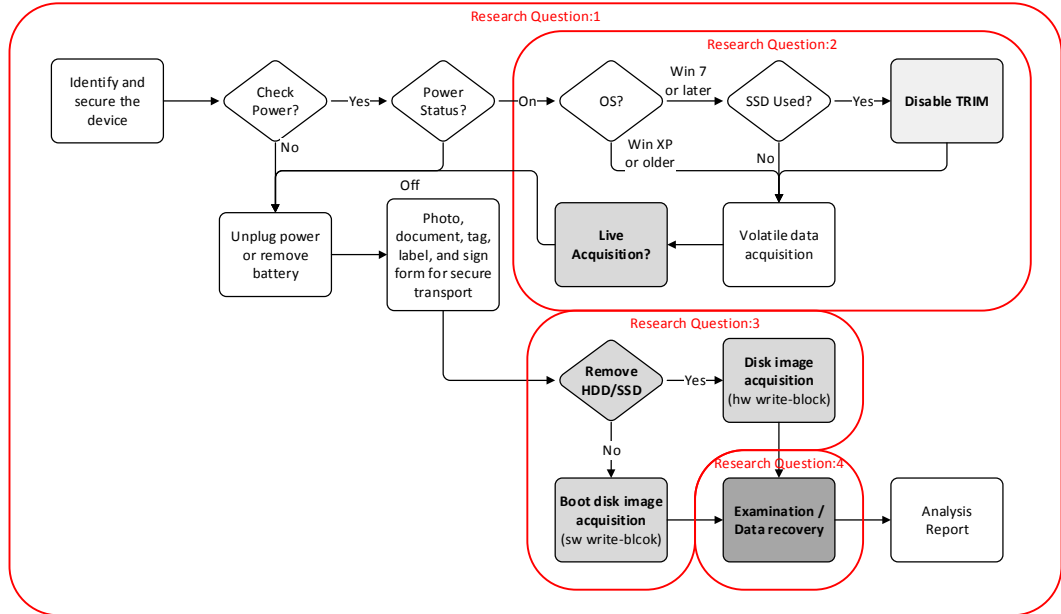 Research Question:1
Research Question:2
Identify and
secure the
device
Check
Power?
Yes
Power
Status?
On
OS?
Win 7
or later
SSD Used?
Yes
Disable TRIM
No
Win XP
or older
No
Off
Unplug power
or remove
battery
Photo,
document, tag,
label, and sign
form for secure
transport
Live
Acquisition?
Volatile data
acquisition
Research Question:3
Remove
HDD/SSD
Yes
Disk image
acquisition
(hw write-block)
No
Research Question:4
Boot disk image
acquisition
(sw write-blcok)
Examination /
Data recovery
Analysis
Report